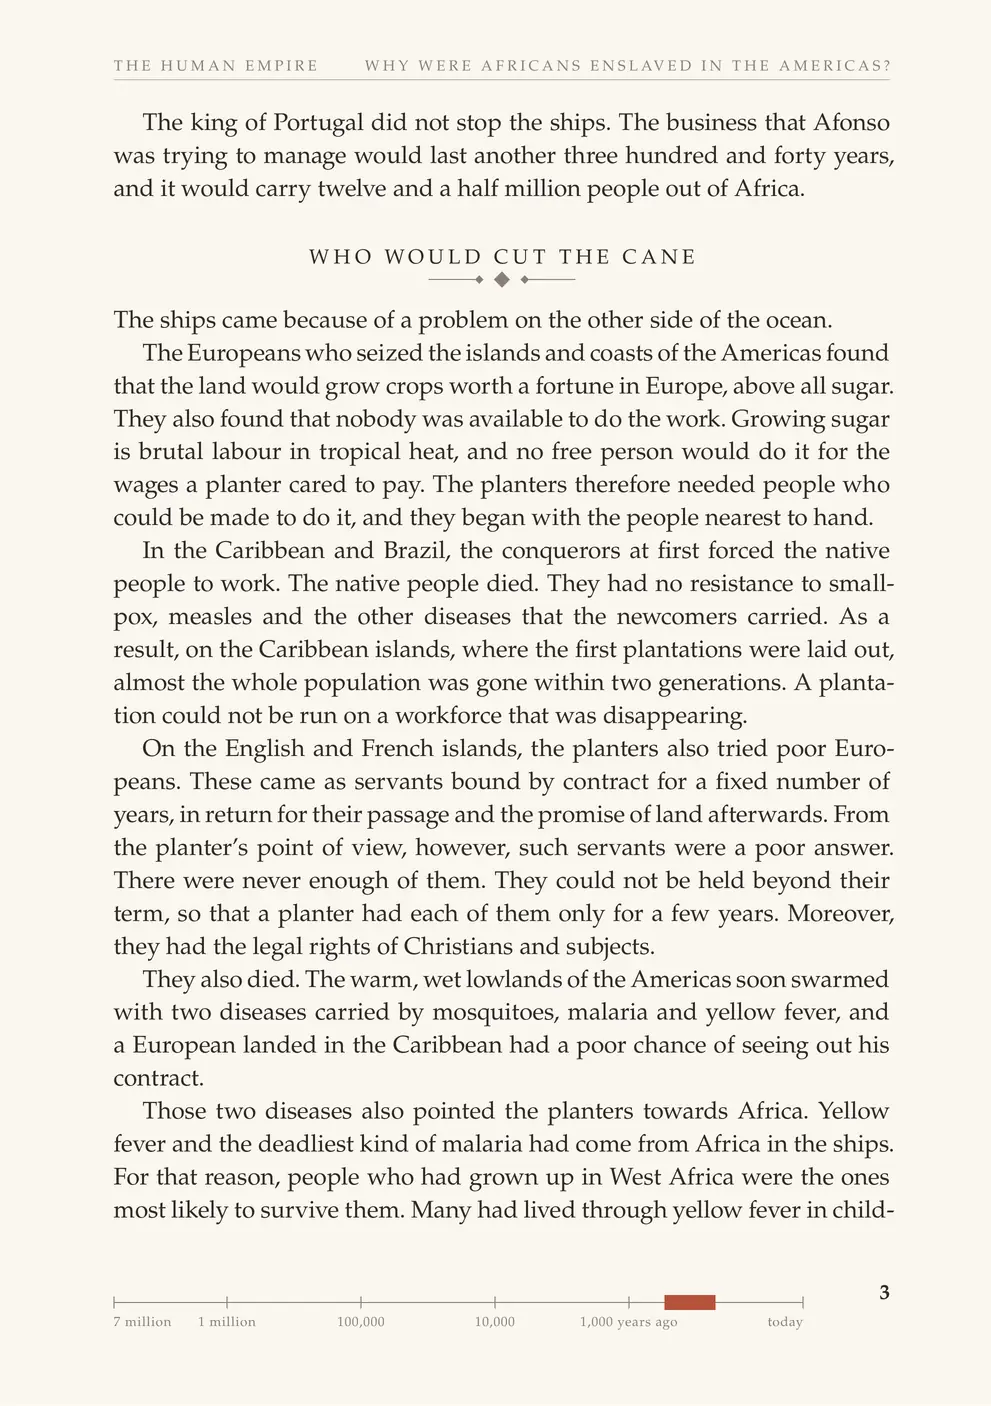 THE HUMAN EMPIRE WHY WERE AFRICANS ENSLAVED IN THE AMERICAS?
The king of Portugal did not stop the ships. The business that Afonso
was trying to manage would last another three hundred and forty years,
and it would carry twelve and a half million people out of Africa.
WHO WOULD CUT THE CANE
The ships came because of a problem on the other side of the ocean.
The Europeans who seized the islands and coasts of the Americas found
that the land would grow crops worth a fortune in Europe, above all sugar.
They also found that nobody was available to do the work. Growing sugar
is brutal labour in tropical heat, and no free person would do it for the
wages a planter cared to pay. The planters therefore needed people who
could be made to do it, and they began with the people nearest to hand.
In the Caribbean and Brazil, the conquerors at first forced the native
people to work. The native people died. They had no resistance to small-
pox, measles and the other diseases that the newcomers carried. As a
result, on the Caribbean islands, where the first plantations were laid out,
almost the whole population was gone within two generations. A planta-
tion could not be run on a workforce that was disappearing.
On the English and French islands, the planters also tried poor Euro-
peans. These came as servants bound by contract for a fixed number of
years, in return for their passage and the promise of land afterwards. From
the planter’s point of view, however, such servants were a poor answer.
There were never enough of them. They could not be held beyond their
term, so that a planter had each of them only for a few years. Moreover,
they had the legal rights of Christians and subjects.
They also died. The warm, wet lowlands of the Americas soon swarmed
with two diseases carried by mosquitoes, malaria and yellow fever, and
a European landed in the Caribbean had a poor chance of seeing out his
contract.
Those two diseases also pointed the planters towards Africa. Yellow
fever and the deadliest kind of malaria had come from Africa in the ships.
For that reason, people who had grown up in West Africa were the ones
most likely to survive them. Many had lived through yellow fever in child-
3
7 million 1 million 100,000 10,000 1,000 years ago today